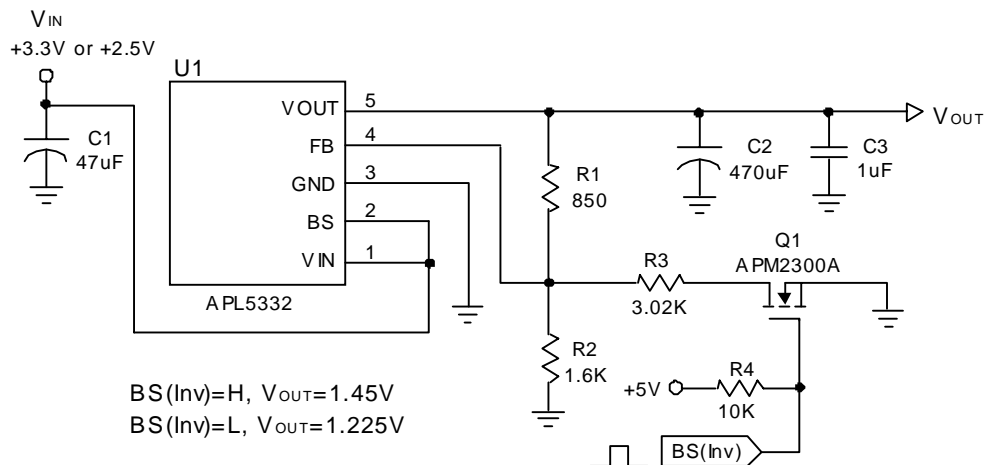 VIN
+3.3V or +2.5V
U1
VOUT 5
FB 4
GND 3
BS 2
VIN 1
APL5332
C1
47uF
R1
850
C2
470uF
C3
1uF
VOUT
R3
3.02K
Q1
APM2300A
R2
1.6K
+5V
R4
10K
BS(Inv)
BS(Inv)=H, VOUT=1.45V
BS(Inv)=L, VOUT=1.225V